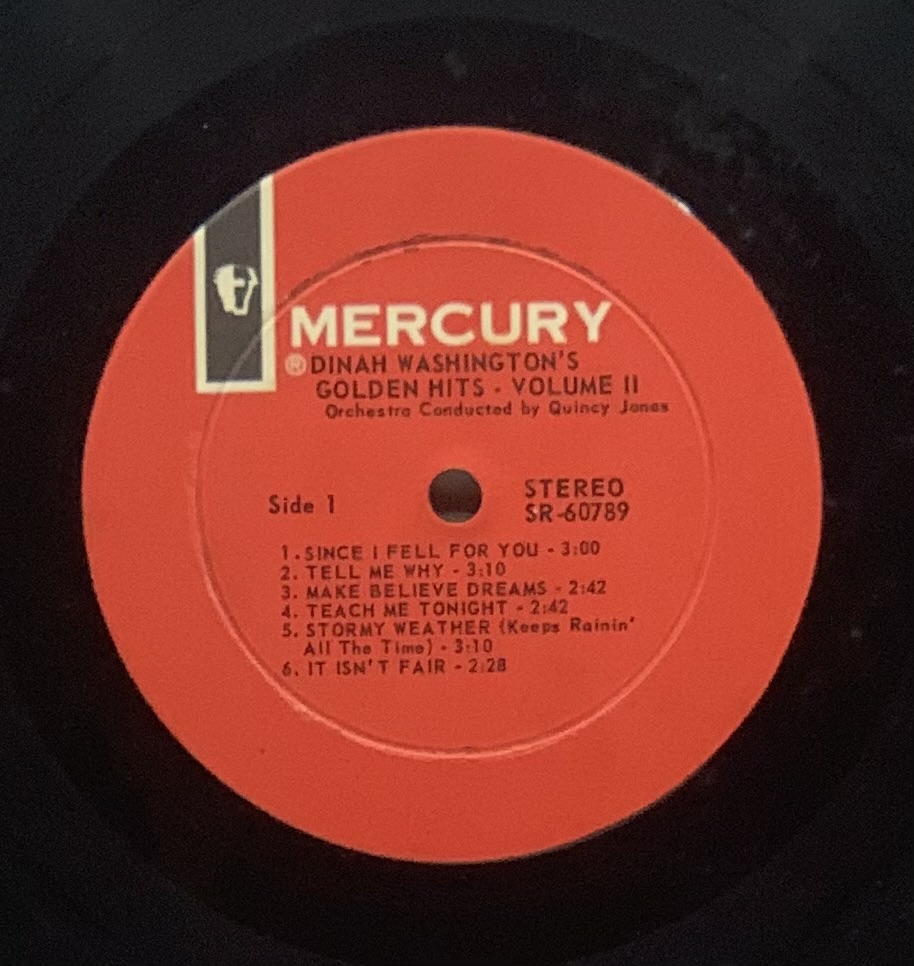 MERCURY
® DINAH WASHINGTON'S
GOLDEN HITS - VOLUME II
Orchestra Conducted by Quincy Jones
Side 1
STEREO
SR-60789
1. SINCE I FELL FOR YOU - 3:00
2. TELL ME WHY - 3:10
3. MAKE BELIEVE DREAMS - 2:42
4. TEACH ME TONIGHT - 2:42
5. STORMY WEATHER (Keeps Rainin'
All The Time) - 3:10
6. IT ISN'T FAIR - 2:28